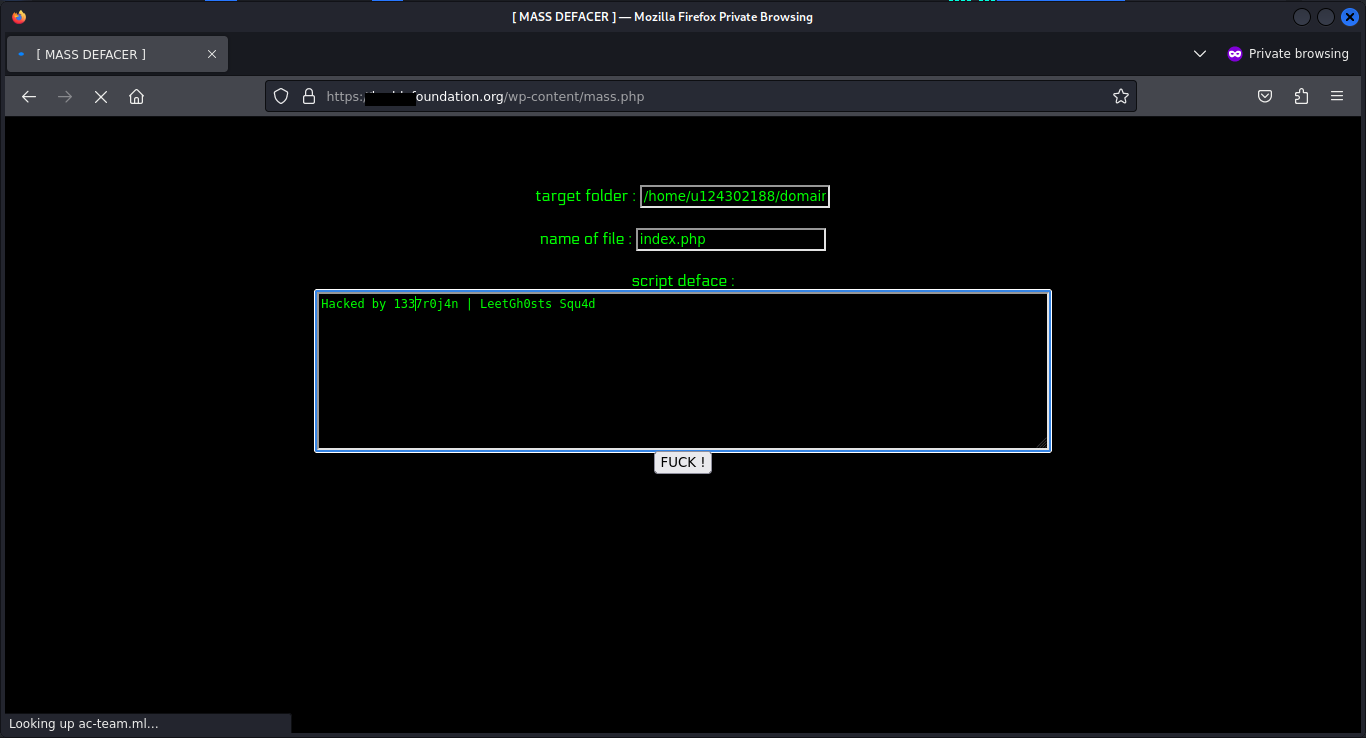 [ MASS DEFACER ] — Mozilla Firefox Private Browsing
[ MASS DEFACER ]
Private browsing
https:/ foundation.org/wp-content/mass.php
target folder : /home/u124302188/domain
name of file : index.php
script deface :
Hacked by 1337r0j4n | LeetGh0sts Squ4d
FUCK !
Looking up ac-team.ml...